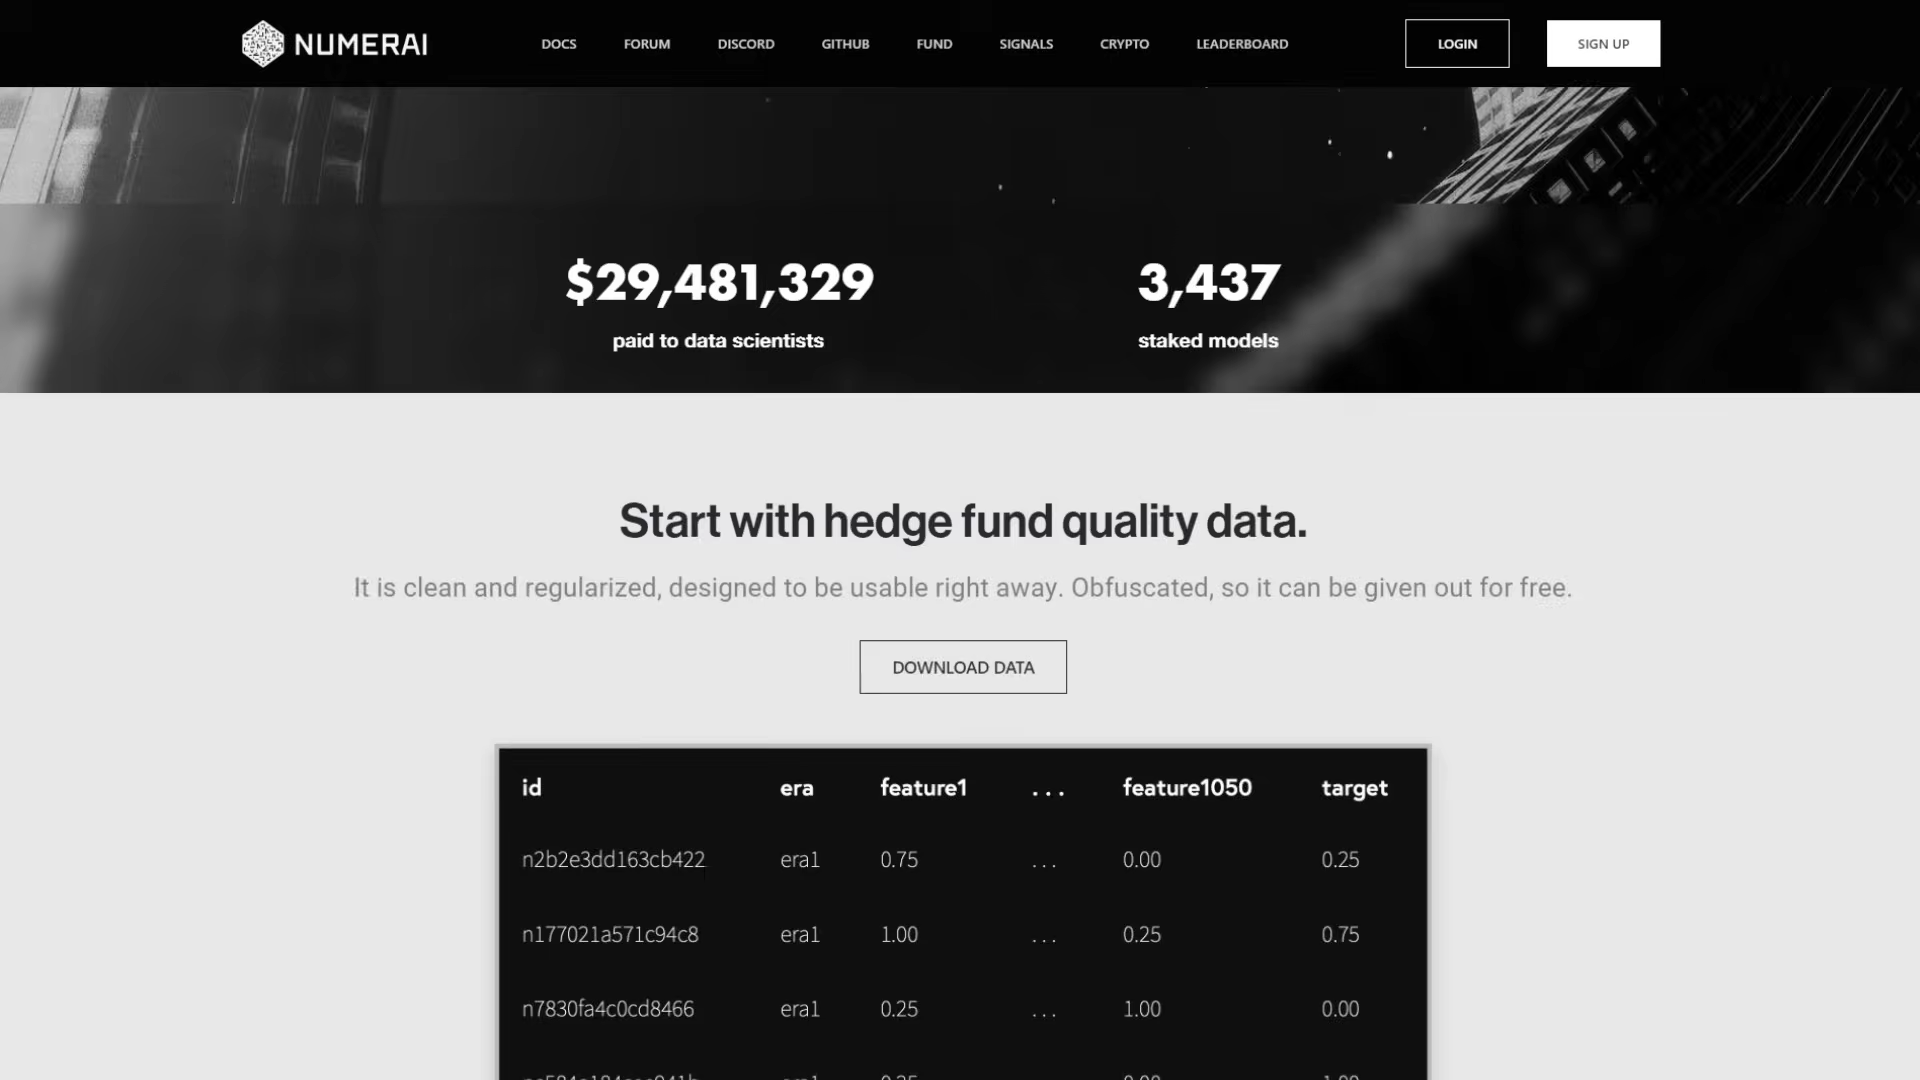 NUMERAI DOCS FORUM DISCORD GITHUB FUND SIGNALS CRYPTO LEADERBOARD LOGIN SIGN UP
$29,481,329 3,437
paid to data scientists staked models
Start with hedge fund quality data.
It is clean and regularized, designed to be usable right away. Obfuscated, so it can be given out for free.
DOWNLOAD DATA
id era feature1 ... feature1050 target
n2b2e3dd163cb422 era1 0.75 ... 0.00 0.25
n177021a571c94c8 era1 1.00 ... 0.25 0.75
n7830fa4c0cd8466 era1 0.25 ... 1.00 0.00